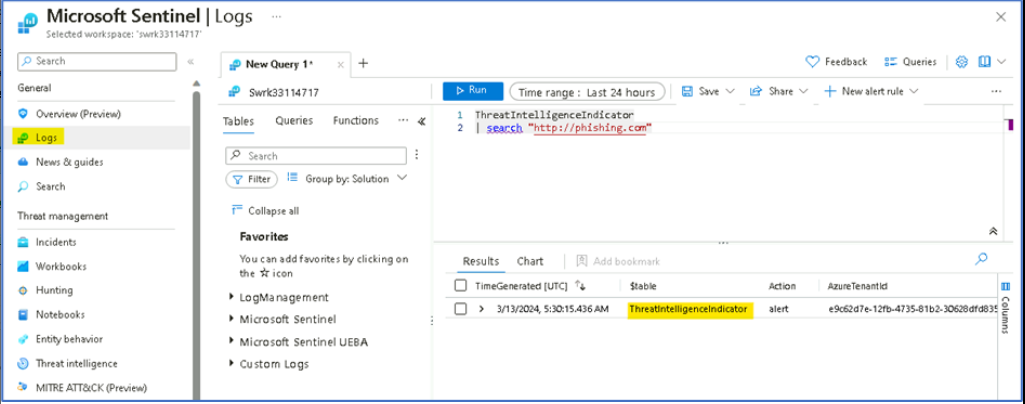 Microsoft Sentinel | Logs ...
Selected workspace: 'swrk33114717'
Search
General
Overview (Preview)
Logs
News & guides
Search
Threat management
Incidents
Workbooks
Hunting
Notebooks
Entity behavior
Threat intelligence
MITRE ATT&CK (Preview)
New Query 1*
Feedback
Queries
Swrk33114717
Run
Time range : Last 24 hours
Save
Share
New alert rule
...
Tables
Queries
Functions
...
Search
Filter
Group by: Solution
Collapse all
Favorites
You can add favorites by clicking on
the ☆ icon
LogManagement
Microsoft Sentinel
Microsoft Sentinel UEBA
Custom Logs
1 ThreatIntelligenceIndicator
2 | search "http://phishing.com"
Results
Chart
Add bookmark
TimeGenerated [UTC] $table Action AzureTenantId
3/13/2024, 5:30:15.436 AM ThreatIntelligenceIndicator alert e9c62d7e-12fb-4735-81b2-30628dfd835
Columns